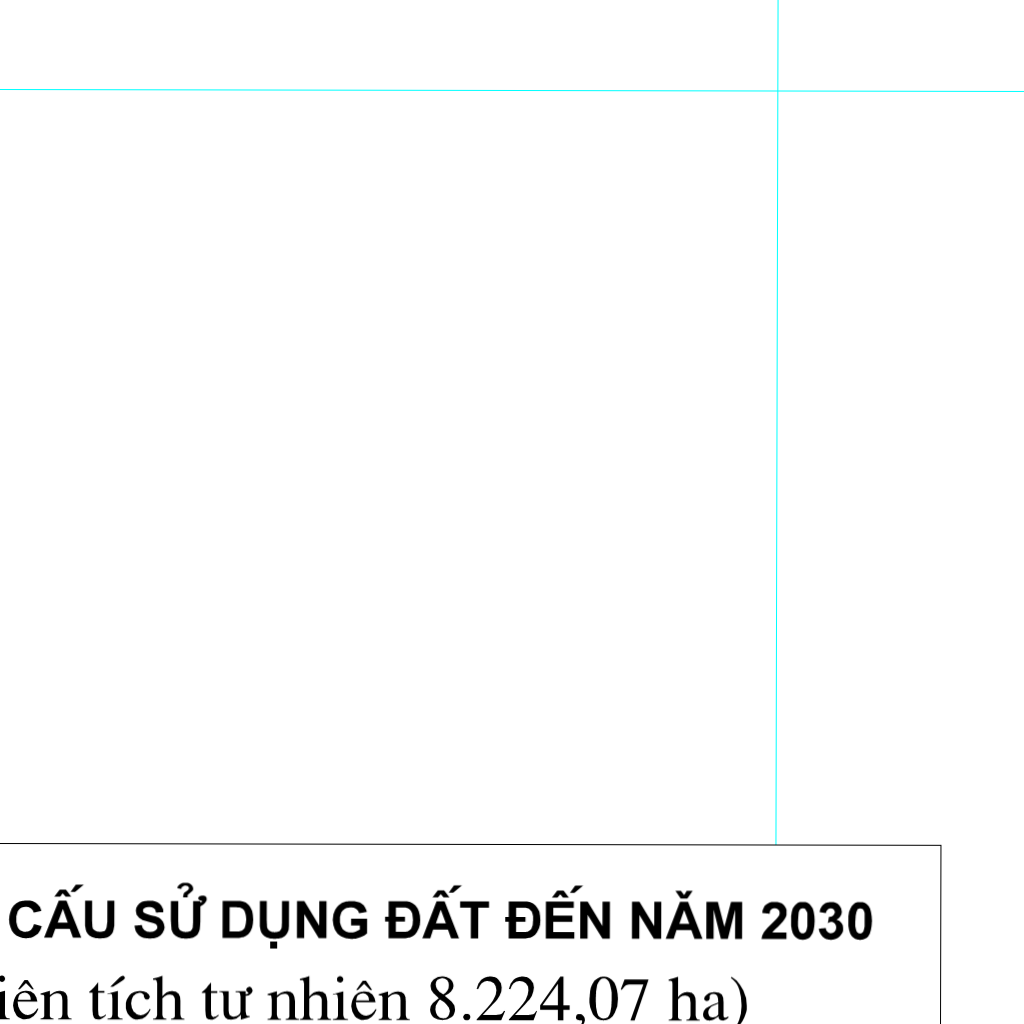 CẤU SỬ DỤNG ĐẤT ĐẾN NĂM 2030
iên tích tư nhiên 8.224,07 ha)